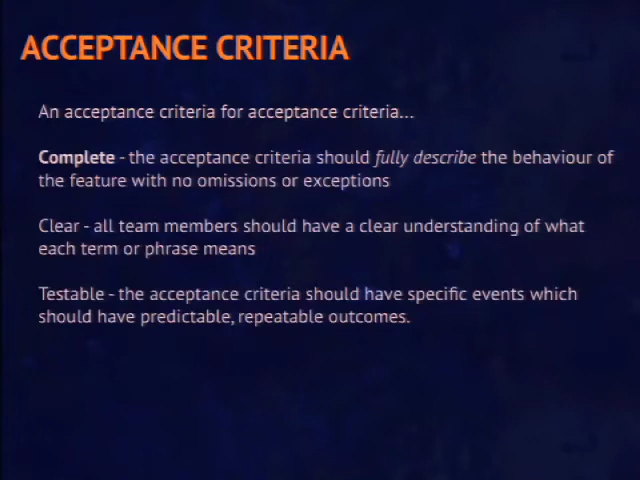 ACCEPTANCE CRITERIA
An acceptance criteria for acceptance criteria...
Complete - the acceptance criteria should fully describe the behaviour of
the feature with no omissions or exceptions
Clear - all team members should have a clear understanding of what
each term or phrase means
Testable - the acceptance criteria should have specific events which
should have predictable, repeatable outcomes.